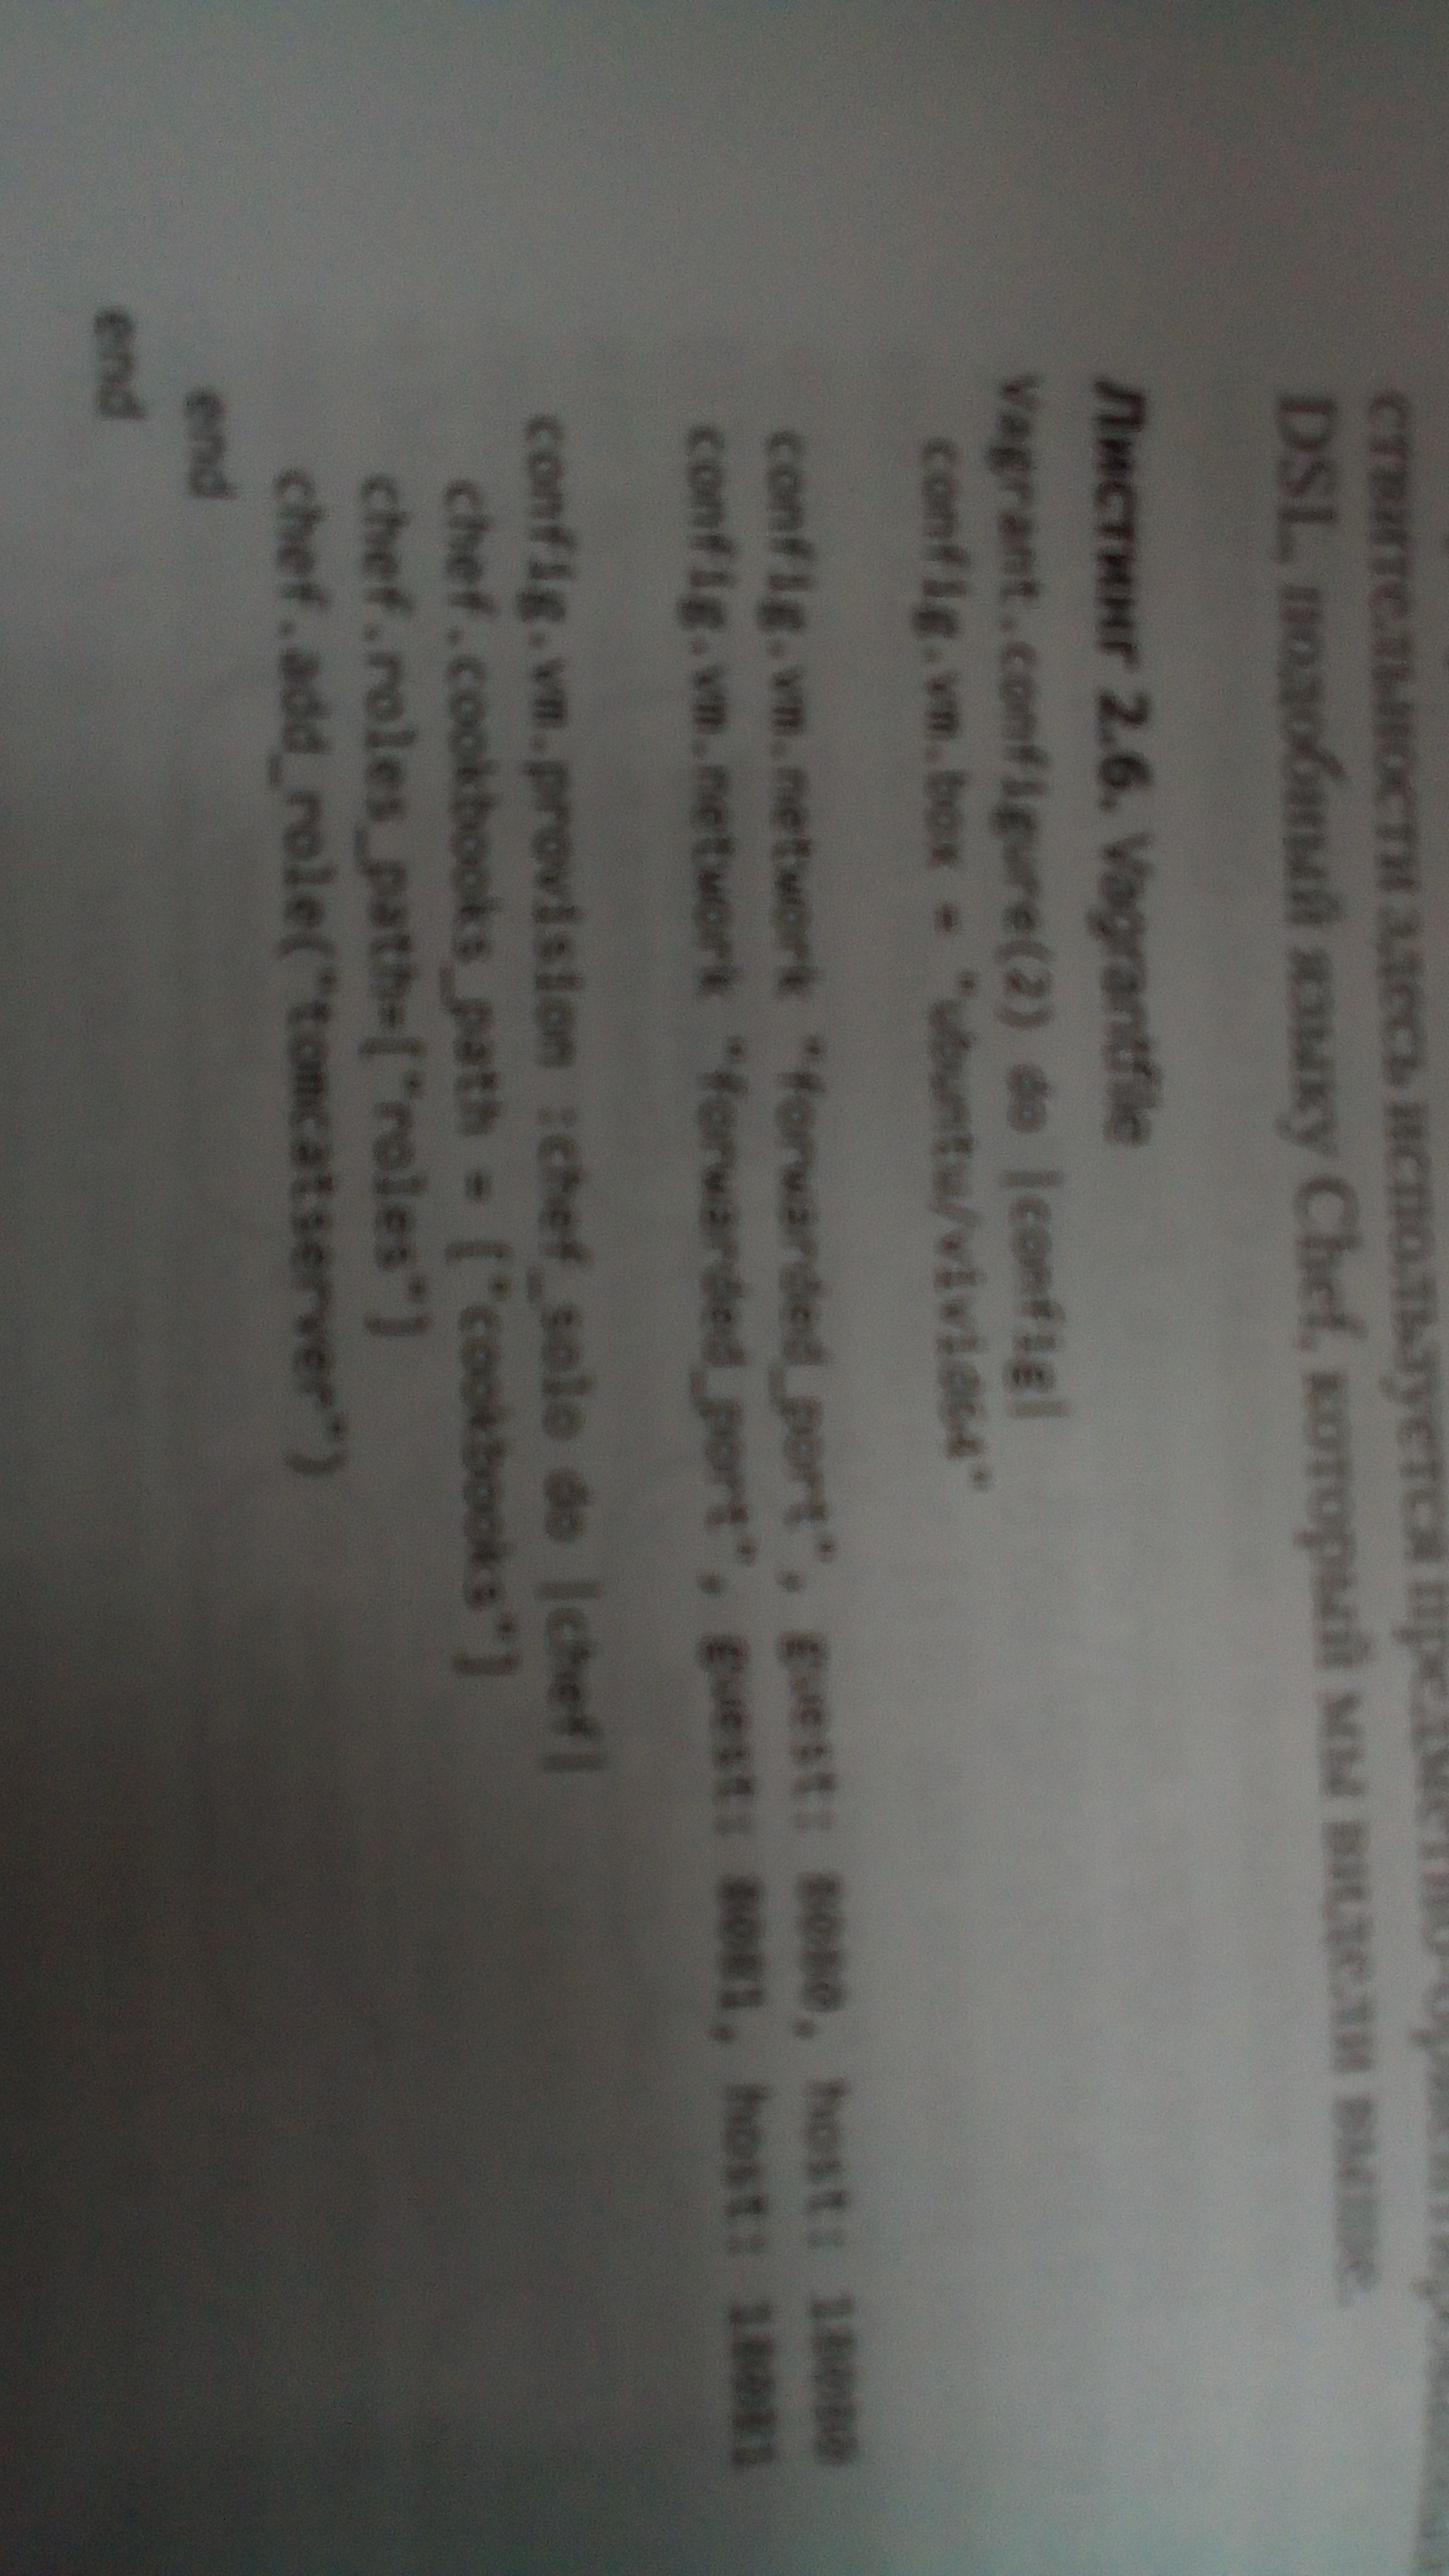 ствительности здесь используется предметно-ориентированный
DSL, подобный языку Chef, который мы видели выше.
Листинг 2.6. Vagrantfile
Vagrant.configure(2) do |config|
config.vm.box = "ubuntu/vivid64"
config.vm.network "forwarded_port", guest: 8080, host: 18080
config.vm.network "forwarded_port", guest: 8081, host: 18081
config.vm.provision :chef_solo do |chef|
chef.cookbooks_path = ["cookbooks"]
chef.roles_path=["roles"]
chef.add_role("tomcatserver")
end
end